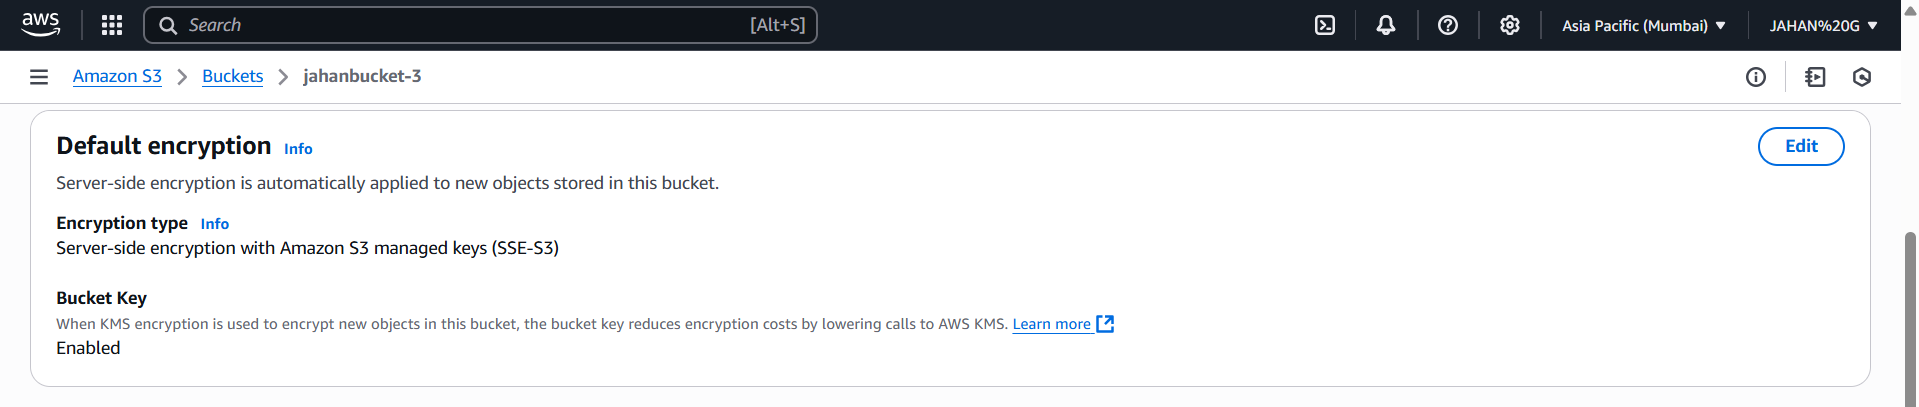 aws Search [Alt+S] Asia Pacific (Mumbai) JAHAN%20G
Amazon S3 Buckets jahanbucket-3
Default encryption Info Edit
Server-side encryption is automatically applied to new objects stored in this bucket.
Encryption type Info
Server-side encryption with Amazon S3 managed keys (SSE-S3)
Bucket Key
When KMS encryption is used to encrypt new objects in this bucket, the bucket key reduces encryption costs by lowering calls to AWS KMS. Learn more
Enabled